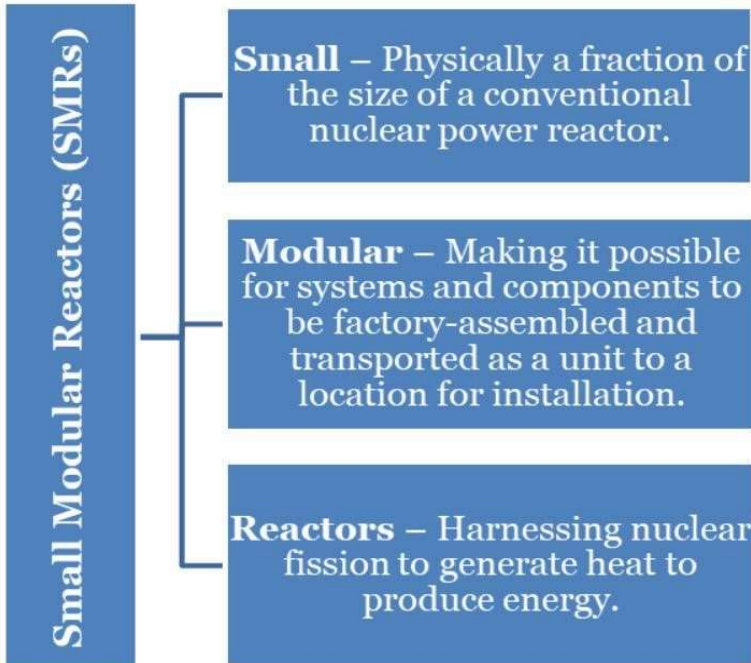 Small Modular Reactors (SMRs)
Small – Physically a fraction of
the size of a conventional
nuclear power reactor.
Modular – Making it possible
for systems and components to
be factory-assembled and
transported as a unit to a
location for installation.
Reactors – Harnessing nuclear
fission to generate heat to
produce energy.